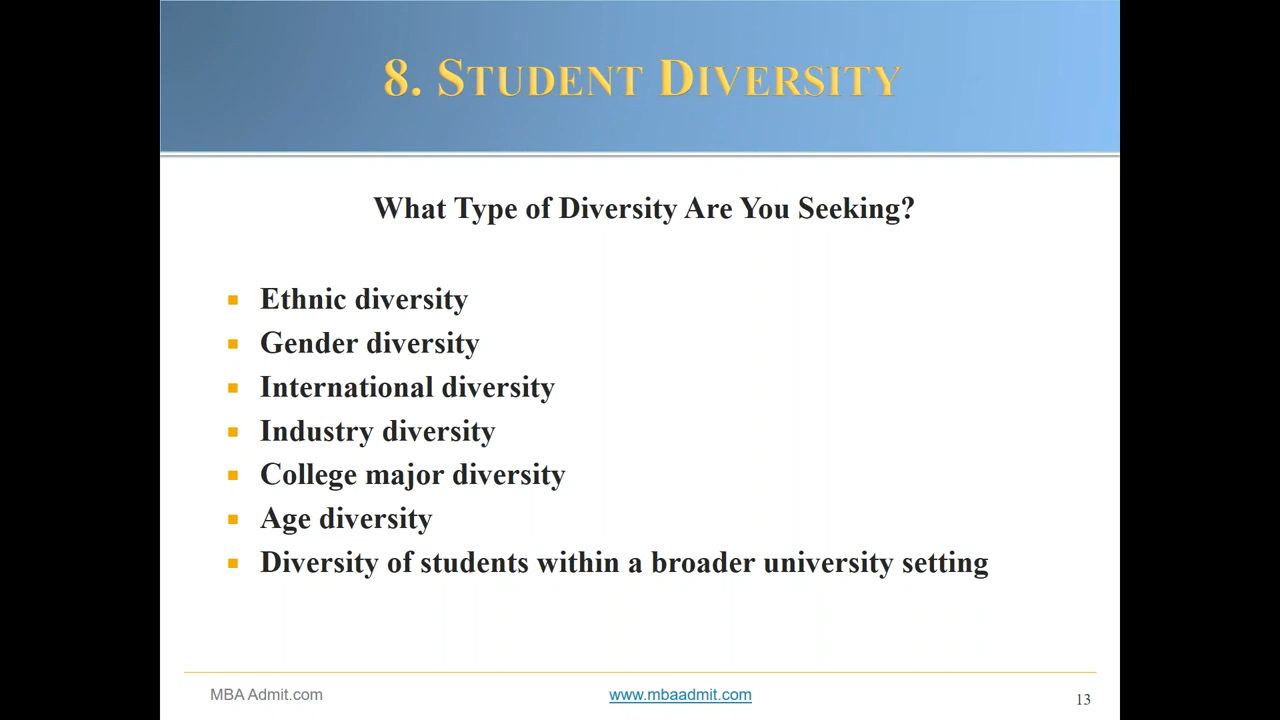 8. STUDENT DIVERSITY
What Type of Diversity Are You Seeking?
Ethnic diversity
Gender diversity
International diversity
Industry diversity
College major diversity
Age diversity
Diversity of students within a broader university setting
MBA Admit.com
www.mbaadmit.com
13